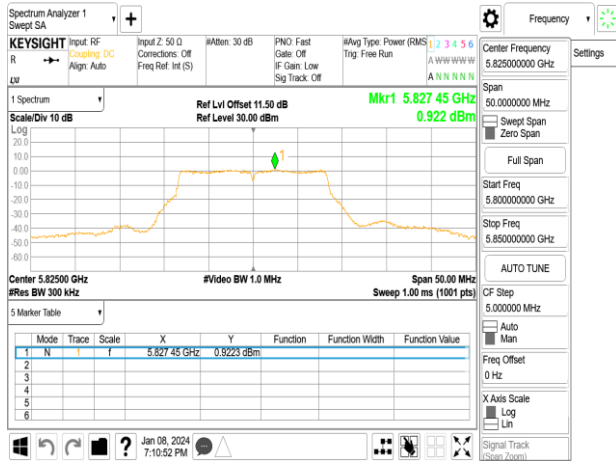 Spectrum Analyzer 1
Swept SA
Frequency
Settings
KEYSIGHT
R
Input: RF
Coupling: DC
Align: Auto
Input Z: 50 Ω
Corrections: Off
Freq Ref: Int (S)
#Atten: 30 dB
PNO: Fast
Gate: Off
IF Gain: Low
Sig Track: Off
#Avg Type: Power (RMS
Trig: Free Run
1 2 3 4 5 6
A W W W W W
A N N N N N
LXI
1 Spectrum
Scale/Div 10 dB
Ref Lvl Offset 11.50 dB
Ref Level 30.00 dBm
Mkr1 5.827 45 GHz
0.922 dBm
Log
20.0
10.0
0.00
-10.0
-20.0
-30.0
-40.0
-50.0
-60.0
1
Center 5.82500 GHz
#Res BW 300 kHz
#Video BW 1.0 MHz
Span 50.00 MHz
Sweep 1.00 ms (1001 pts)
5 Marker Table
Mode Trace Scale X Y Function Function Width Function Value
1 N 1 f 5.827 45 GHz 0.9223 dBm
2
3
4
5
6
Jan 08, 2024
7:10:52 PM
Center Frequency
5.825000000 GHz
Span
50.0000000 MHz
Swept Span
Zero Span
Full Span
Start Freq
5.800000000 GHz
Stop Freq
5.850000000 GHz
AUTO TUNE
CF Step
5.000000 MHz
Auto
Man
Freq Offset
0 Hz
X Axis Scale
Log
Lin
Signal Track
(Span Zoom)